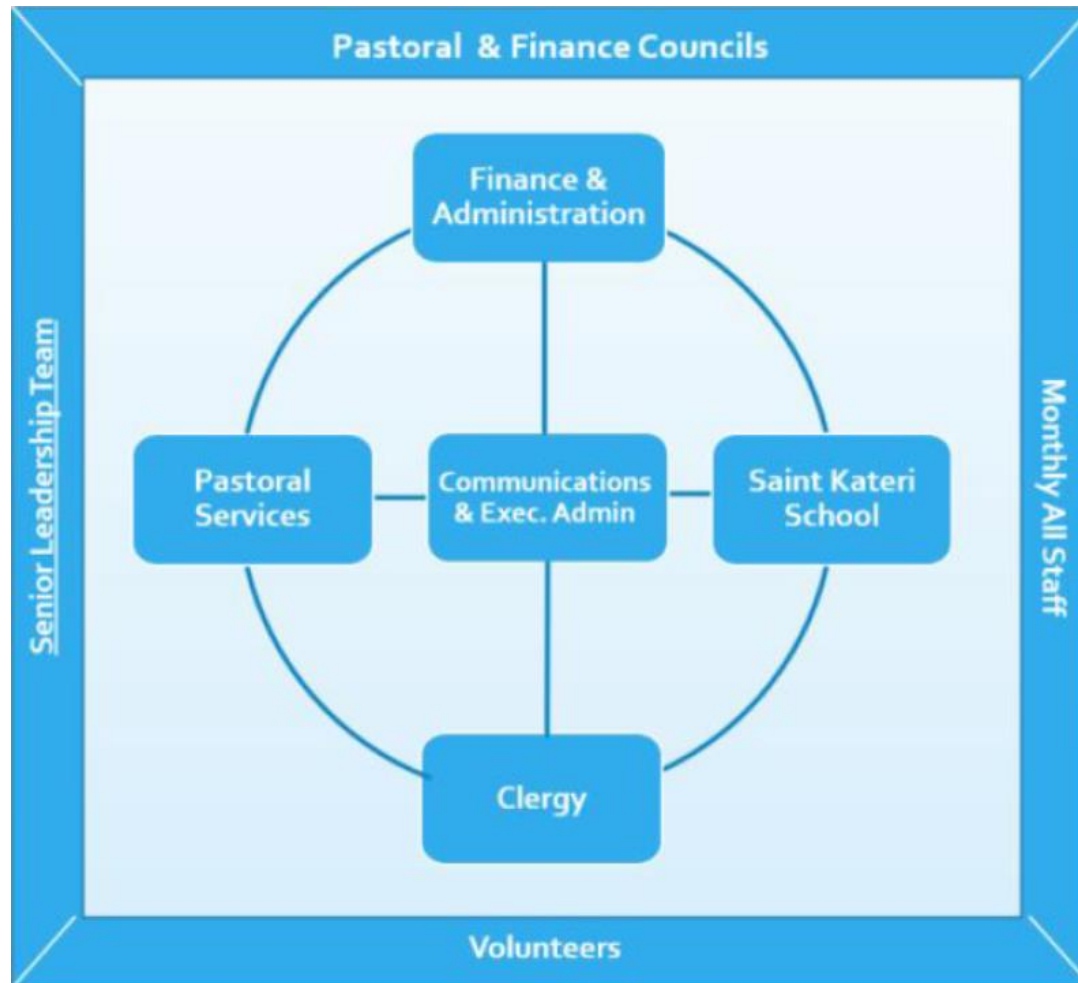 Pastoral & Finance Councils
Finance &
Administration
Senior Leadership Team
Pastoral
Services
Communications
& Exec. Admin
Saint Kateri
School
Monthly All Staff
Clergy
Volunteers